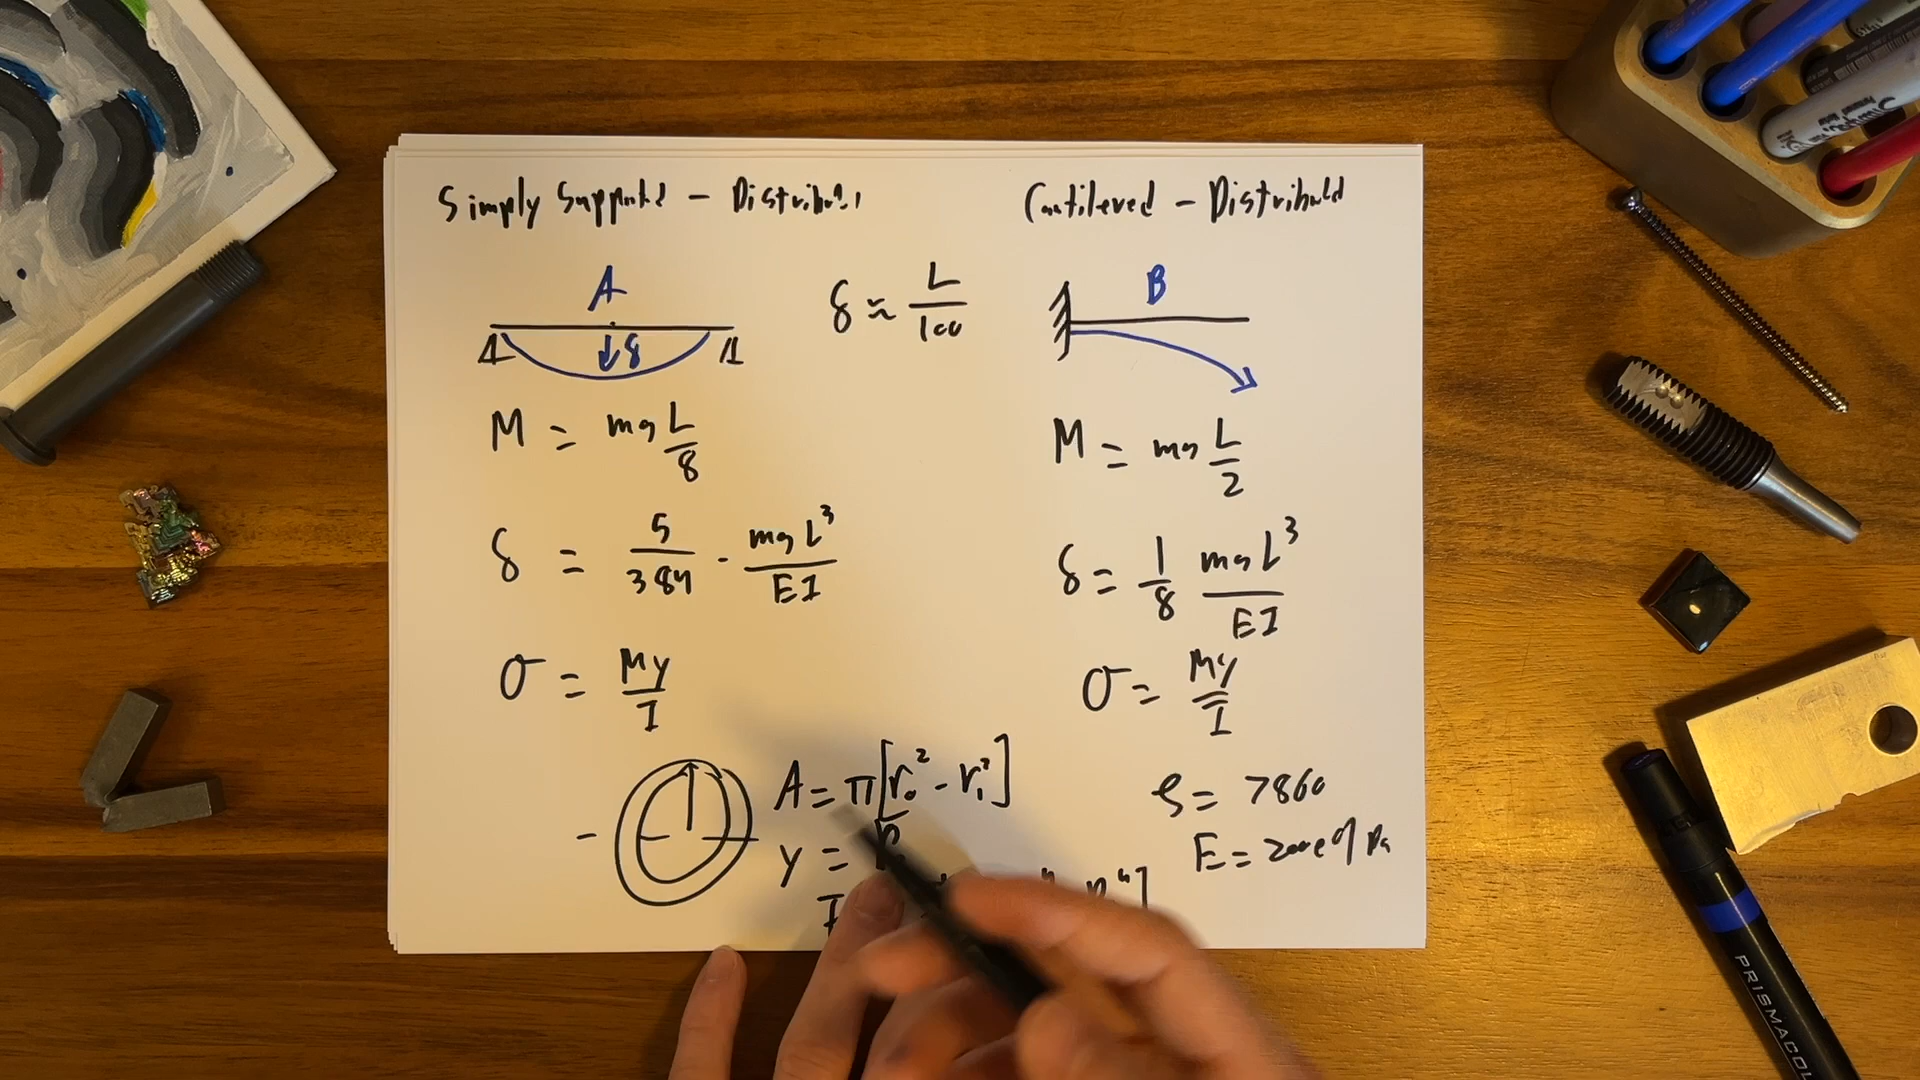 Simply Supported - Distributed
A
δ
M = mg L/8
δ = 5/384 · mgL³/EI
σ = My/I
δ ≈ L/100
Cantilevered - Distributed
B
M = mg L/2
δ = 1/8 mgL³/EI
σ = My/I
A = π[r₀² - rᵢ²]
y =
I
ρ = 7860
E = 200e9 Pa
PRISMACOL